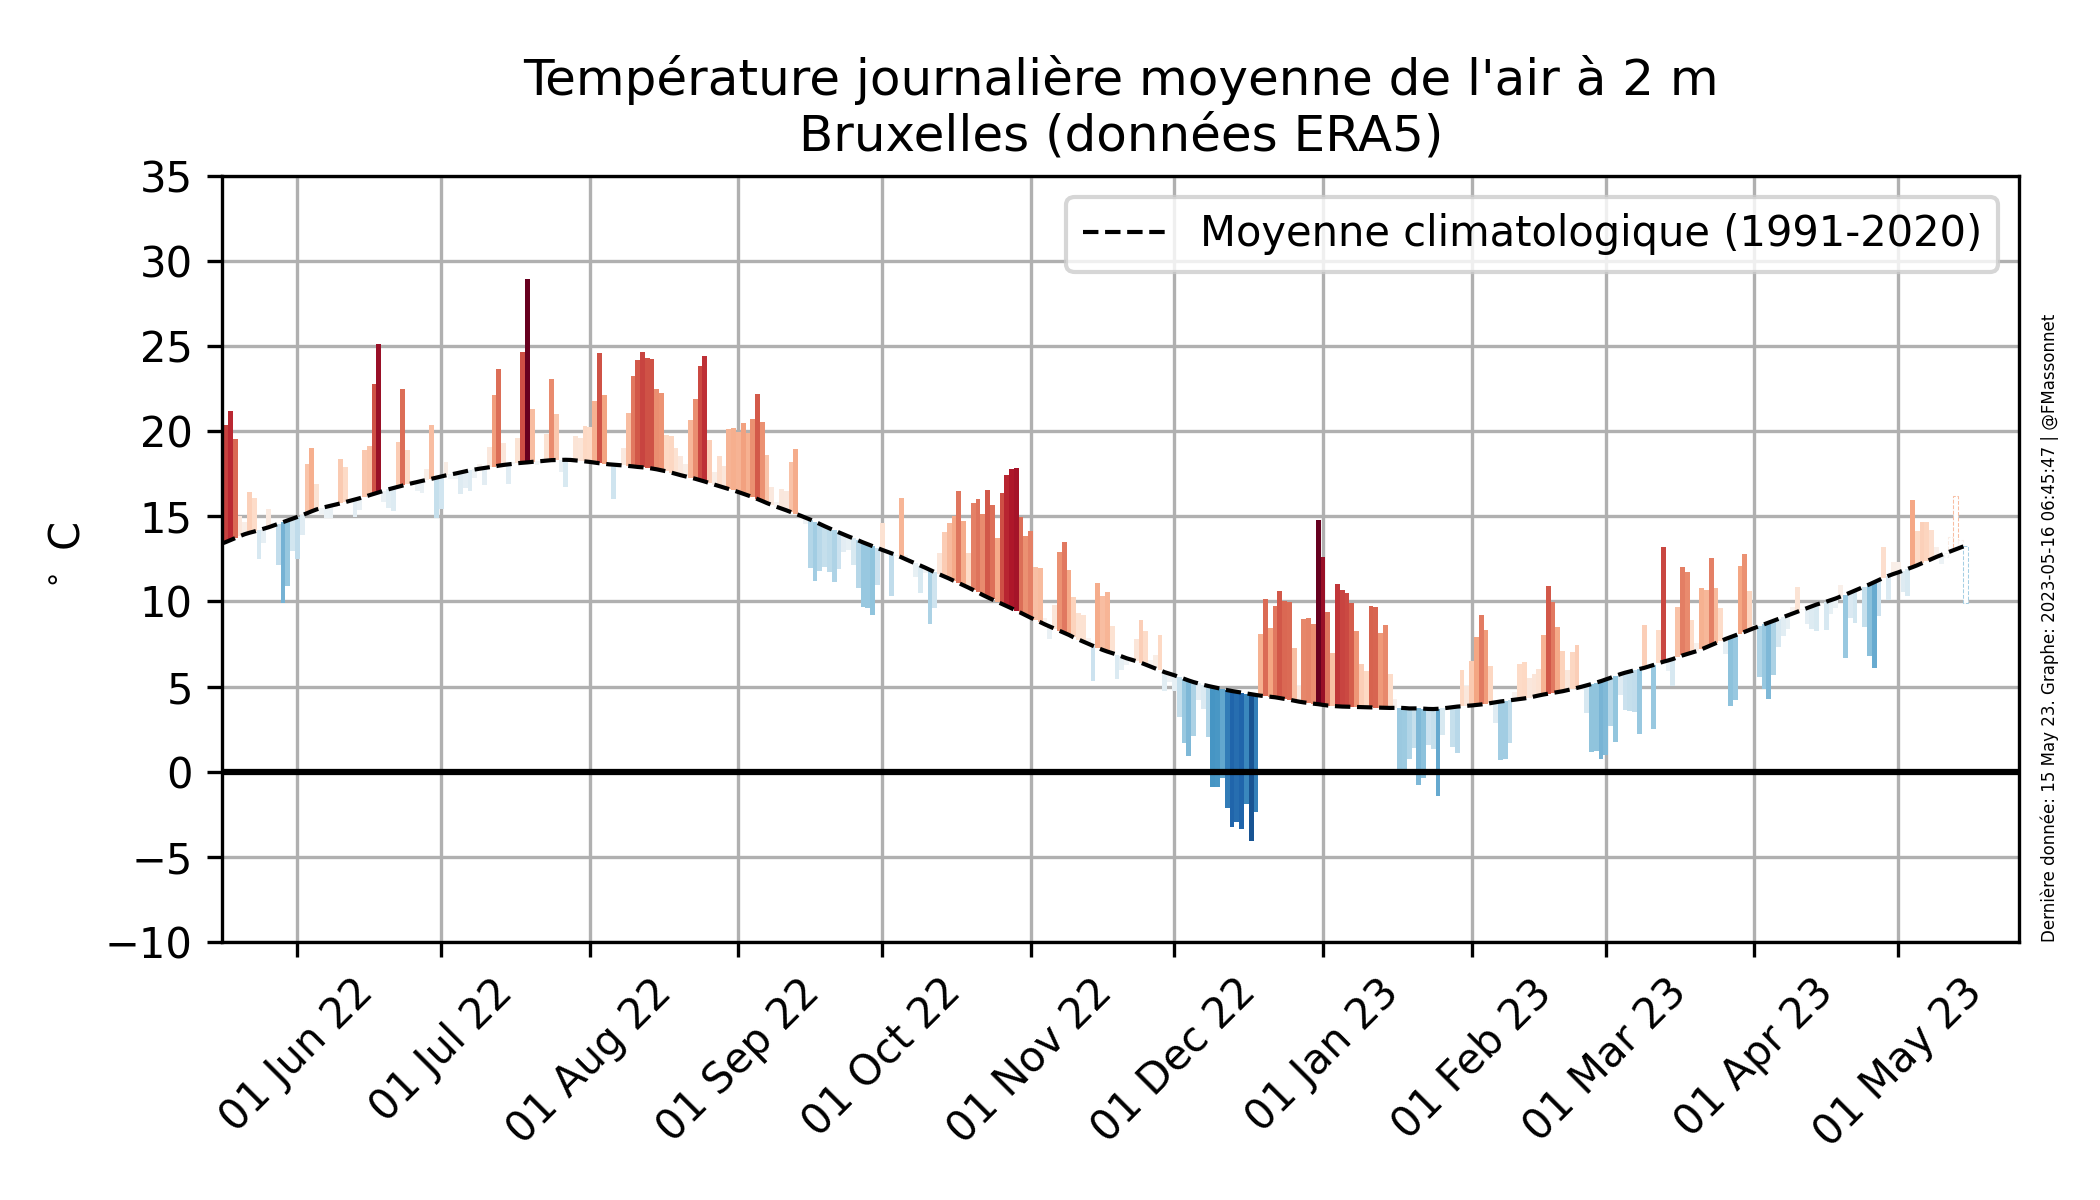 Température journalière moyenne de l'air à 2 m
Bruxelles (données ERA5)
Moyenne climatologique (1991-2020)
35
30
25
20
15
10
5
0
−5
−10
° C
01 Jun 22
01 Jul 22
01 Aug 22
01 Sep 22
01 Oct 22
01 Nov 22
01 Dec 22
01 Jan 23
01 Feb 23
01 Mar 23
01 Apr 23
01 May 23
Dernière donnée: 15 May 23. Graphe: 2023-05-16 06:45:47 | @FMassonnet